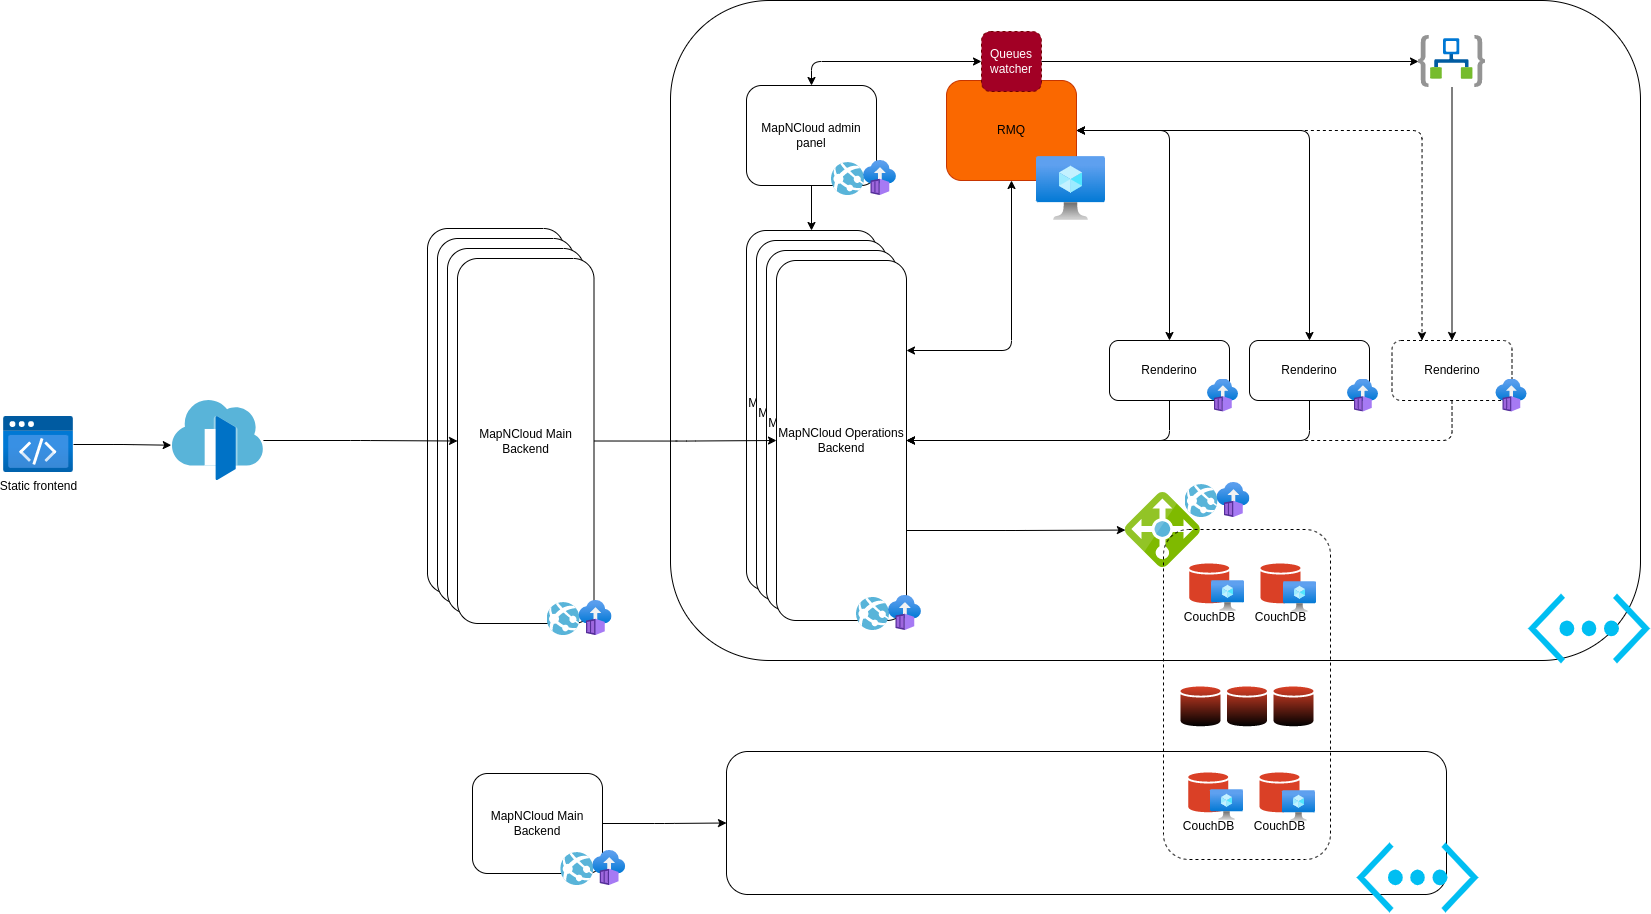 Queues
watcher
MapNCloud admin
panel
RMQ
Renderino
Renderino
Renderino
M
M
M
MapNCloud Main
Backend
MapNCloud Operations
Backend
Static frontend
CouchDB
CouchDB
MapNCloud Main
Backend
CouchDB
CouchDB